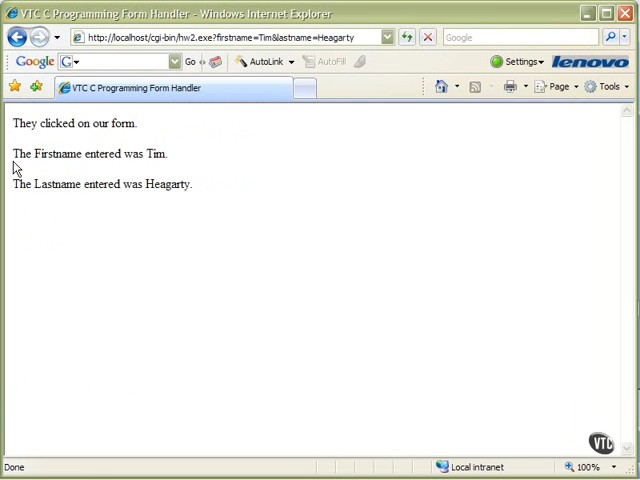 VTC C Programming Form Handler - Windows Internet Explorer
http://localhost/cgi-bin/hw2.exe?firstname=Tim&lastname=Heagarty
Google
Google
G
Go
AutoLink
AutoFill
Settings
lenovo
VTC C Programming Form Handler
Page
Tools
They clicked on our form.
The Firstname entered was Tim.
The Lastname entered was Heagarty.
VTC
Done
Local intranet
100%